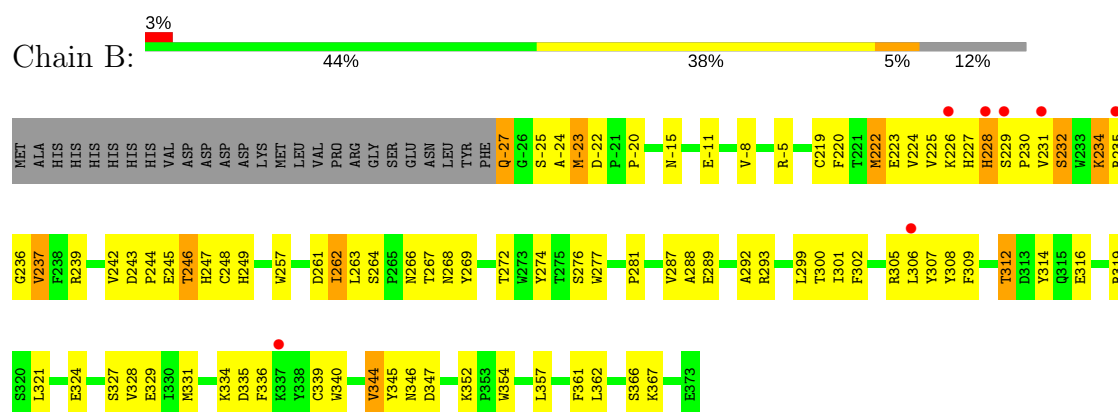 3%
Chain B:
44% 38% 5% 12%
MET ALA HIS HIS HIS HIS HIS HIS VAL ASP ASP ASP ASP LYS MET LEU VAL PRO ARG GLY SER GLU ASN LEU TYR PHE Q-27 G-26 S-25 A-24 M-23 D-22 P-21 P-20 N-15 E-11 V-8 R-5 C219 F220 T221 M222 E223 V224 V225 K226 H227 H228 S229 P230 V231 S232 W233 K234 R235
G236 V237 F238 R239 V242 D243 P244 E245 T246 H247 C248 H249 W257 D261 I262 L263 S264 P265 N266 T267 N268 Y269 T272 W273 Y274 T275 S276 W277 P281 V287 A288 E289 A292 R293 L299 T300 I301 F302 R305 L306 Y307 Y308 F309 T312 D313 Y314 Q315 E316
S320 L321 E324 S327 V328 E329 I330 M331 K334 D335 F336 K337 Y338 C339 W340 V344 Y345 N346 D347 K352 P353 W354 L357 F361 L362 S366 K367 E373